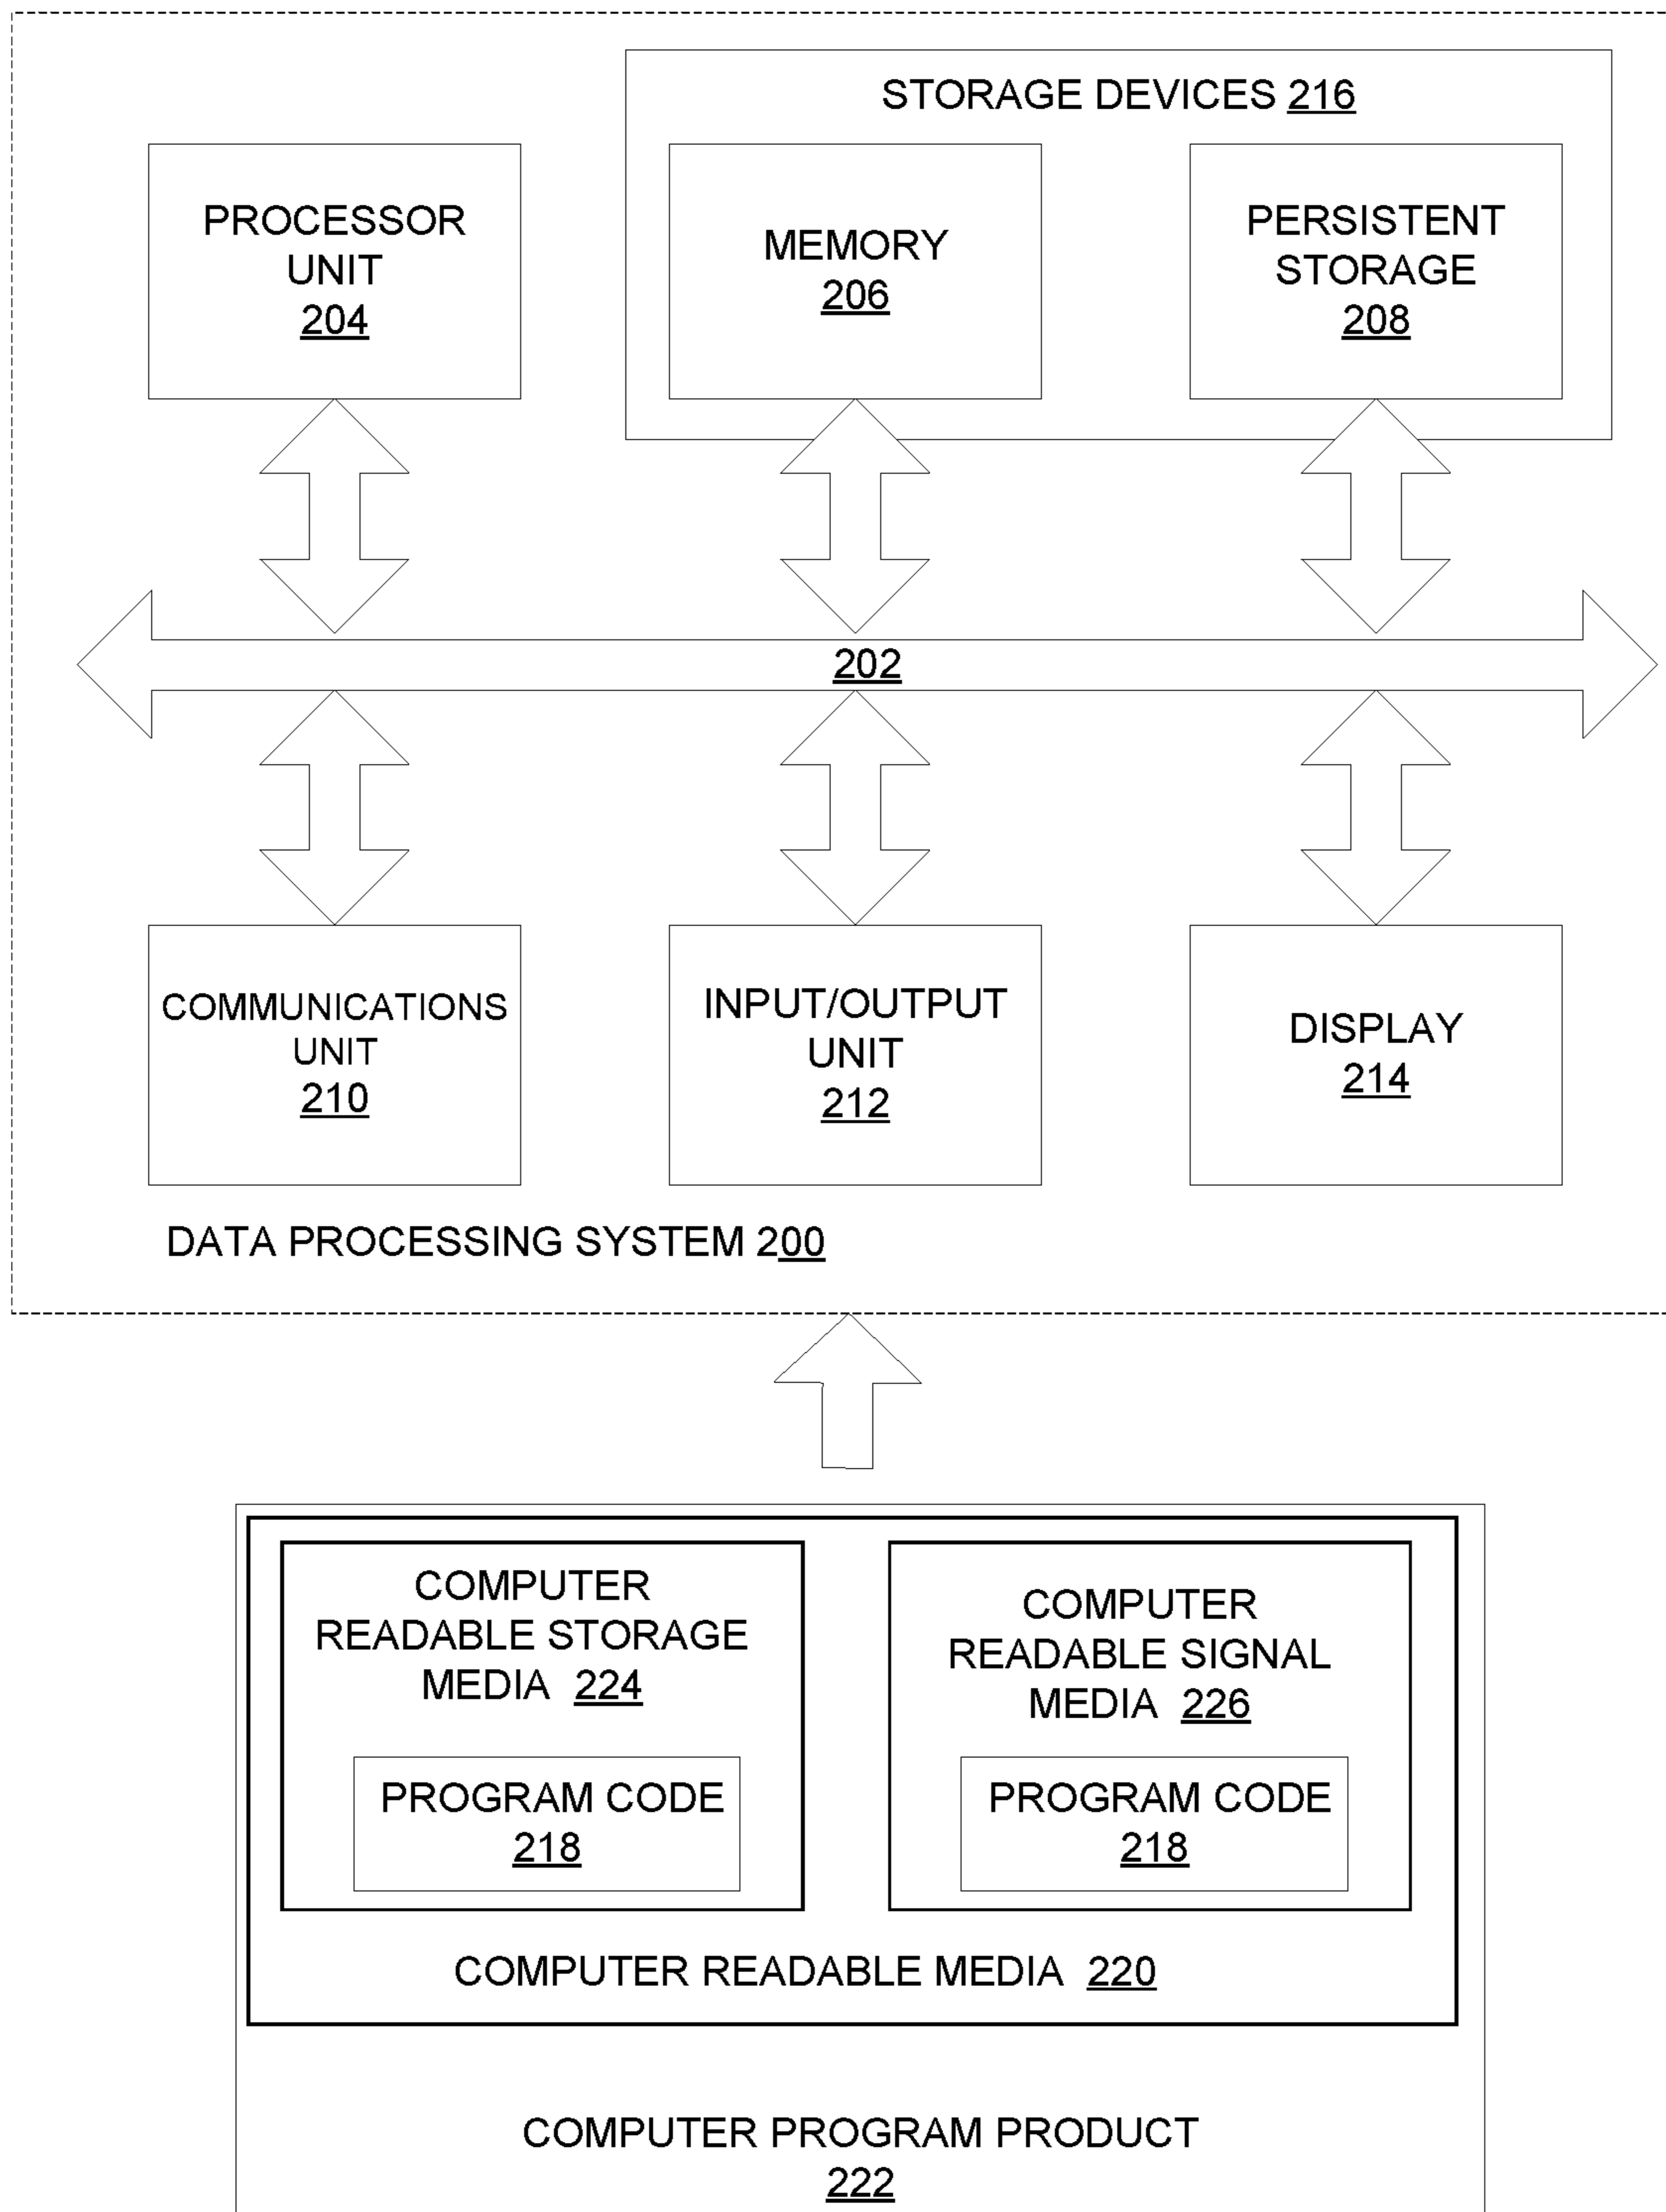 STORAGE DEVICES 216
PROCESSOR
UNIT
204
MEMORY
206
PERSISTENT
STORAGE
208
202
COMMUNICATIONS
UNIT
210
INPUT/OUTPUT
UNIT
212
DISPLAY
214
DATA PROCESSING SYSTEM 200
COMPUTER
READABLE STORAGE
MEDIA 224
PROGRAM CODE
218
COMPUTER
READABLE SIGNAL
MEDIA 226
PROGRAM CODE
218
COMPUTER READABLE MEDIA 220
COMPUTER PROGRAM PRODUCT
222